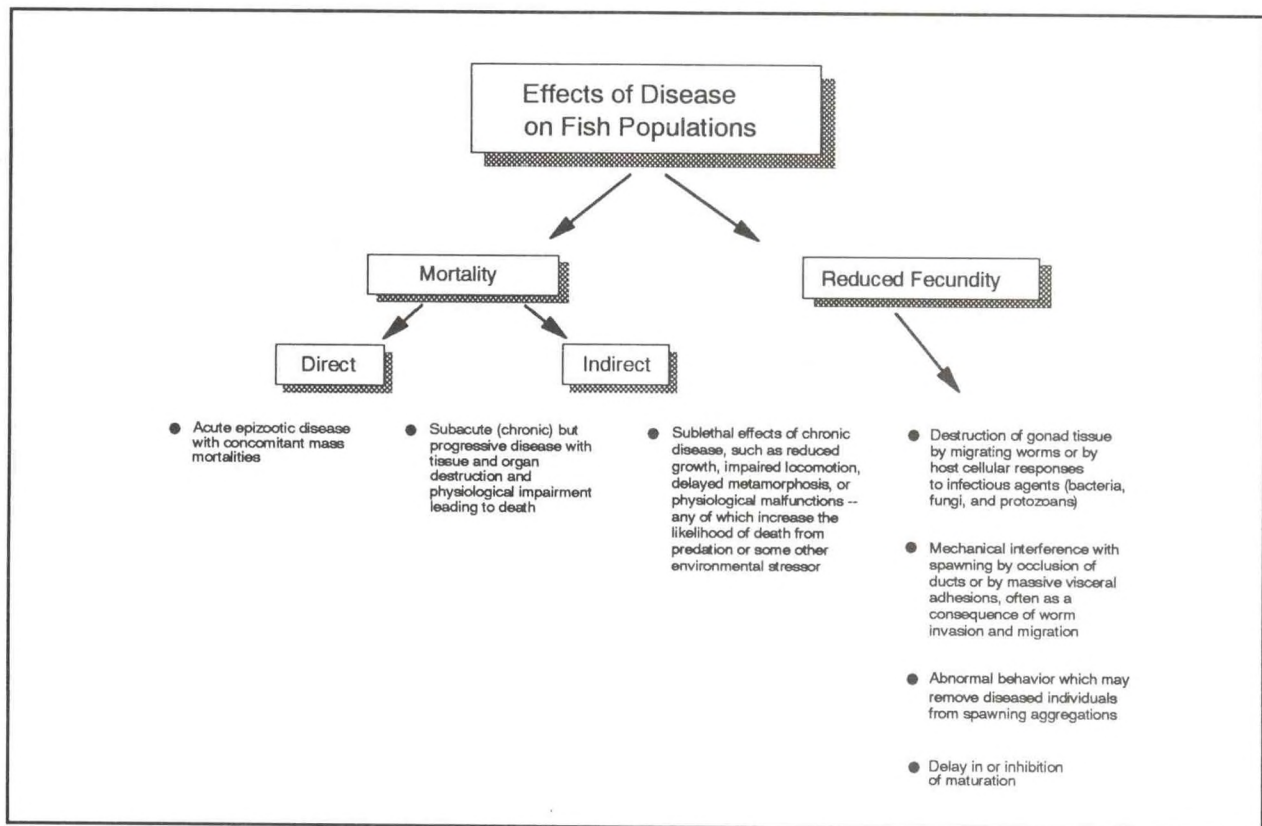 Effects of Disease
on Fish Populations
Mortality
Reduced Fecundity
Direct
Indirect
● Acute epizootic disease
with concomitant mass
mortalities
● Subacute (chronic) but
progressive disease with
tissue and organ
destruction and
physiological impairment
leading to death
● Sublethal effects of chronic
disease, such as reduced
growth, impaired locomotion,
delayed metamorphosis, or
physiological malfunctions --
any of which increase the
likelihood of death from
predation or some other
environmental stressor
● Destruction of gonad tissue
by migrating worms or by
host cellular responses
to infectious agents (bacteria,
fungi, and protozoans)
● Mechanical interference with
spawning by occlusion of
ducts or by massive visceral
adhesions, often as a
consequence of worm
invasion and migration
● Abnormal behavior which may
remove diseased individuals
from spawning aggregations
● Delay in or inhibition
of maturation